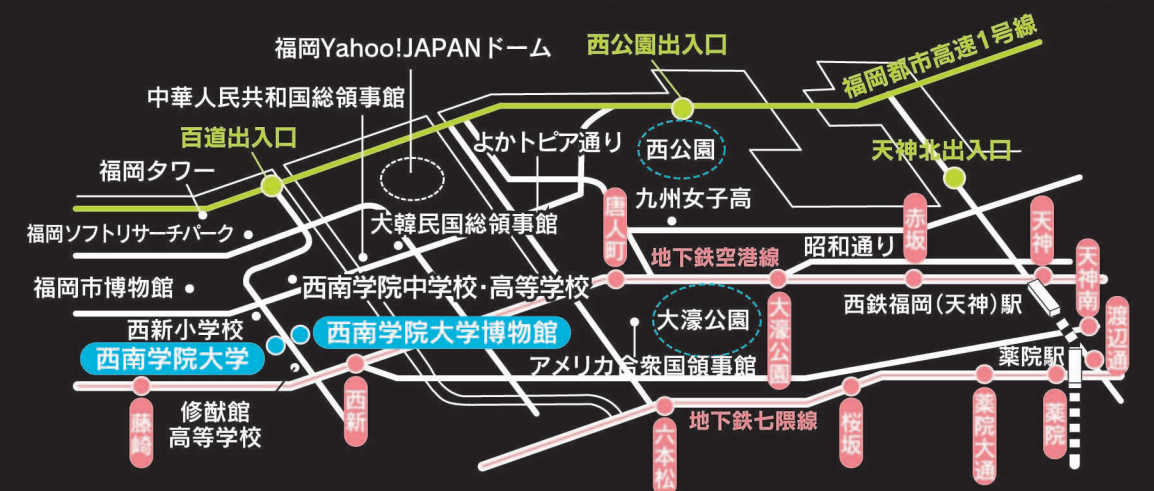 福岡都市高速1号線
福岡Yahoo!JAPANドーム
西公園出入口
中華人民共和国総領事館
百道出入口
よかトピア通り
西公園
天神北出入口
福岡タワー
九州女子高
唐人町
赤坂
天神
福岡ソフトリサーチパーク
大韓民国総領事館
地下鉄空港線
昭和通り
天神南
福岡市博物館
西南学院中学校・高等学校
大濠公園
大濠公園
西鉄福岡(天神)駅
渡辺通
西新小学校
西南学院大学博物館
西南学院大学
アメリカ合衆国領事館
薬院駅
藤崎
修猷館
高等学校
西新
六本松
地下鉄七隈線
桜坂
薬院大通
薬院